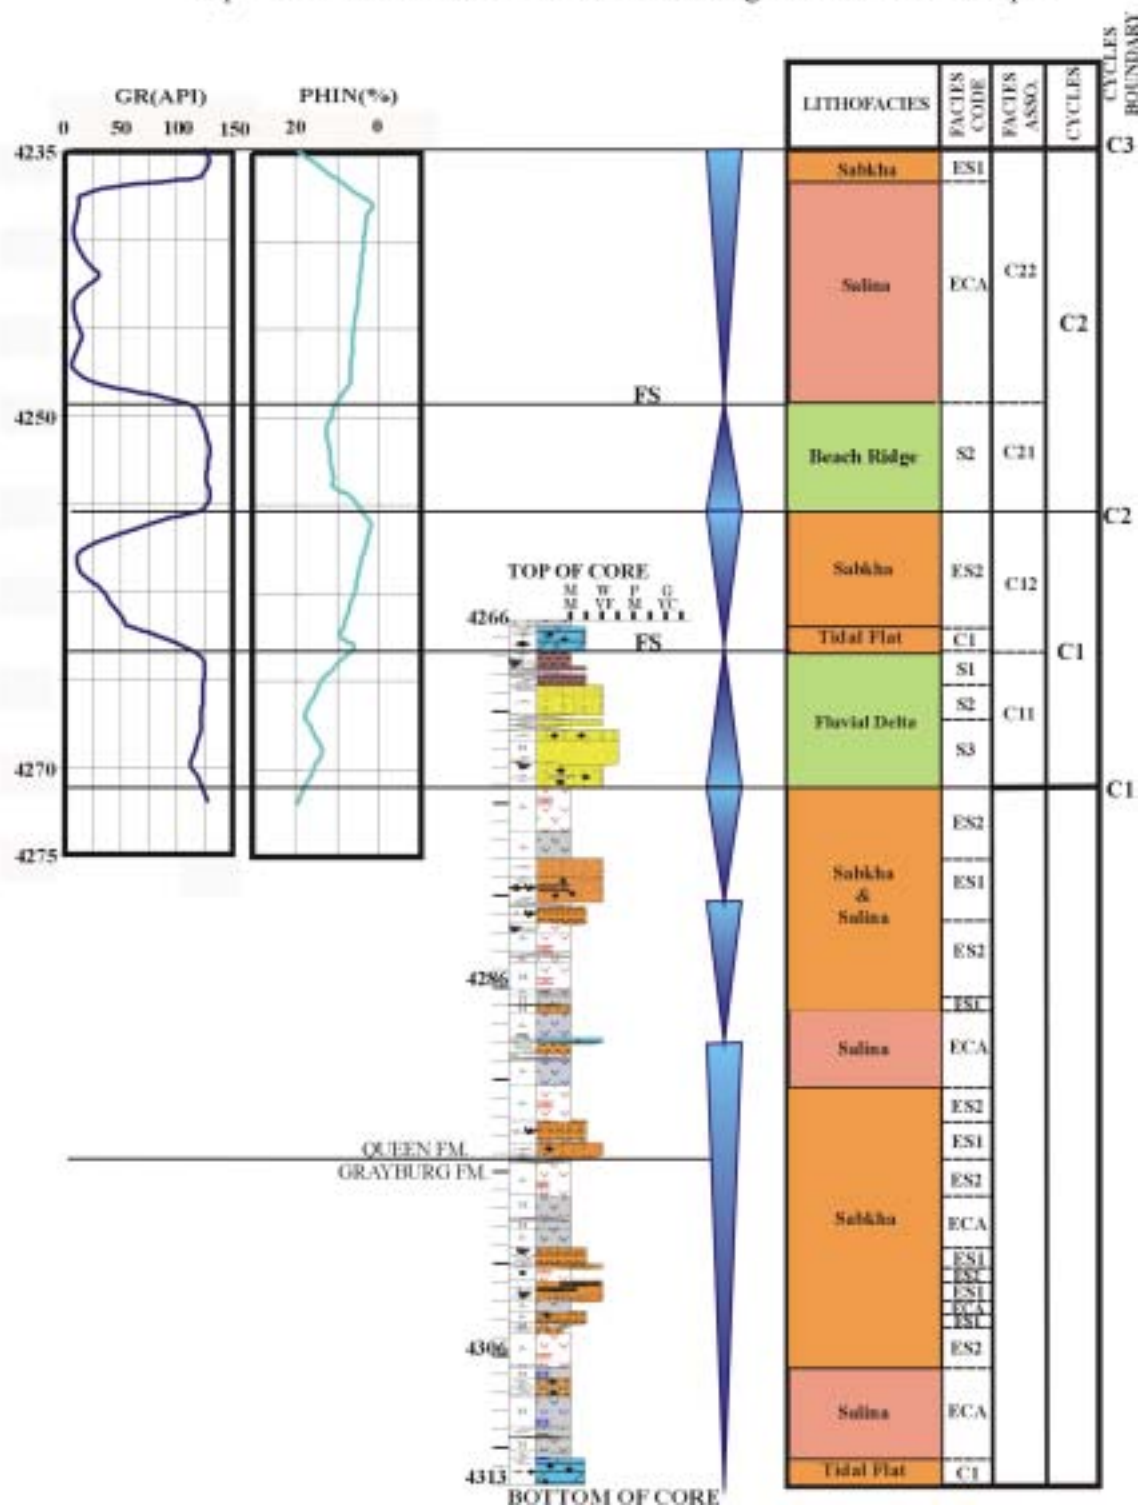 GR(API)
0 50 100 150
PHIN(%)
20 0
LITHOFACIES
FACIES CODE
FACIES ASSO.
CYCLES
CYCLES BOUNDARY
4235
C3
Sabkha
ES1
Salina
ECA
C22
C2
FS
4250
Beach Ridge
S2
C21
C2
Sabkha
ES2
C12
TOP OF CORE
M W P G
M VF M VC
4266
FS
Tidal Flat
C1
C1
S1
Fluvial Delta
S2
C11
S3
4270
C1
4275
Sabkha
&
Salina
ES2
ES1
ES2
ES1
4286
Salina
ECA
ES2
ES1
QUEEN FM.
GRAYBURG FM.
ES2
Sabkha
ECA
ES1
ES2
ES1
ECA
ES1
ES2
4306
Salina
ECA
Tidal Flat
C1
4313
BOTTOM OF CORE